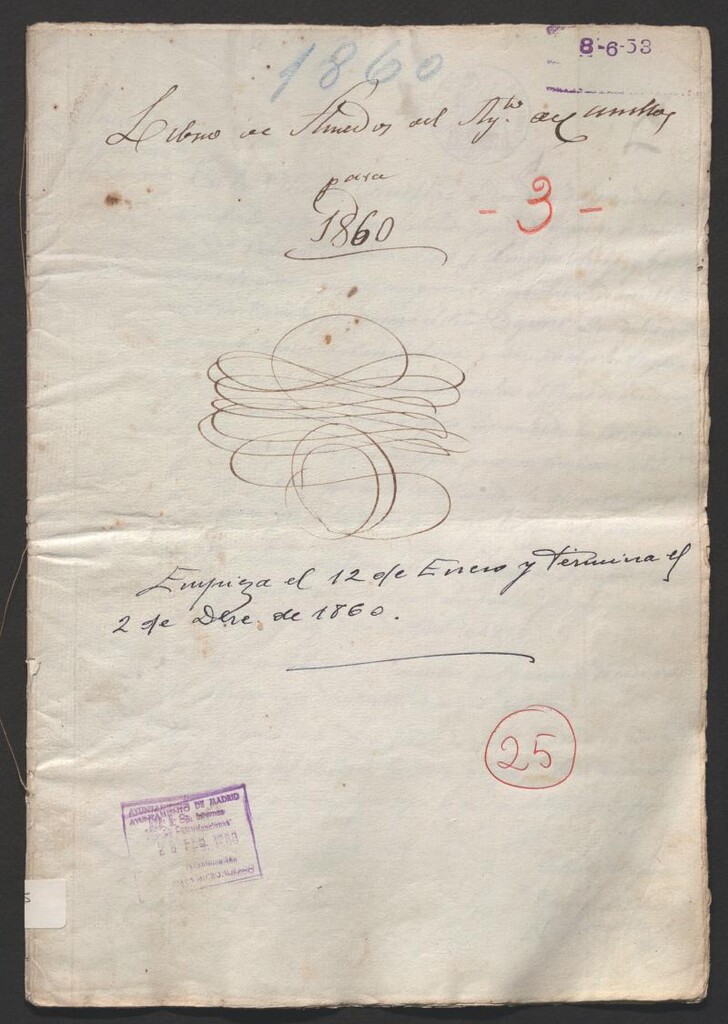 8-6-53
1860
Libro de Acuerdos del Ayto. de Canillas
para
1860
- 3 -
Empieza el 12 de Enero y termina el
2 de Dbre. de 1860.
25
AYUNTAMIENTO DE MADRID